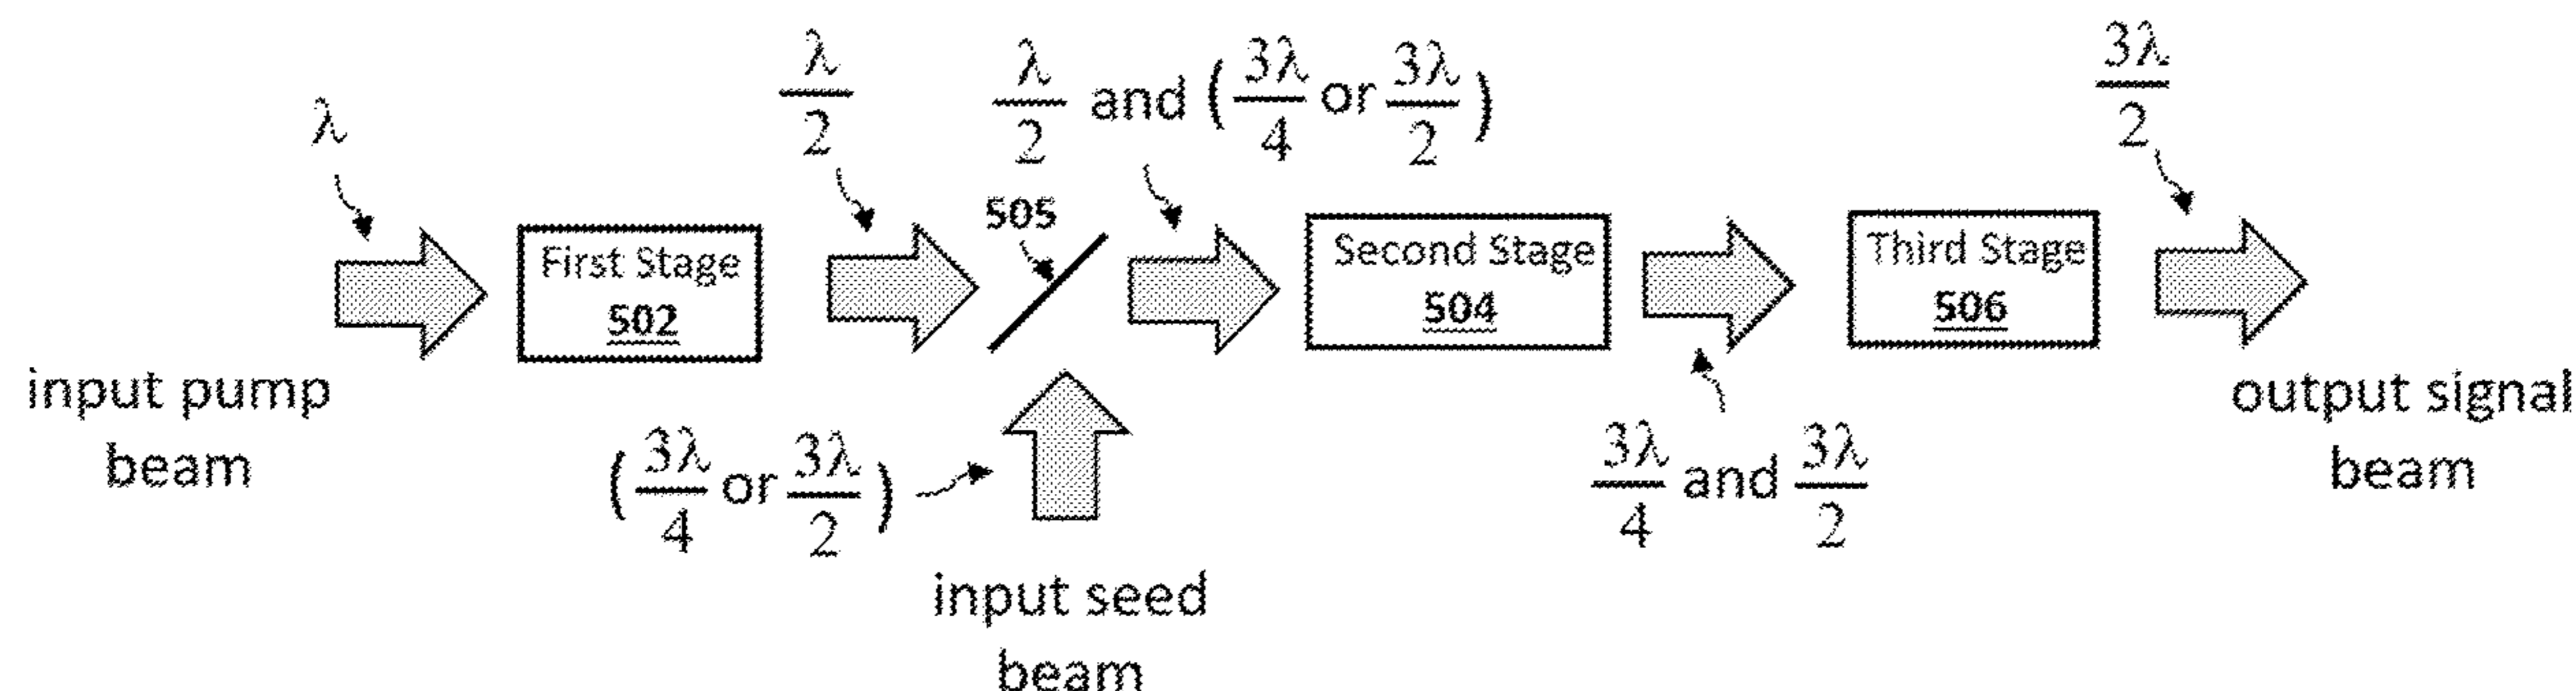 λ
λ/2
λ/2 and (3λ/4 or 3λ/2)
3λ/2
505
First Stage
502
Second Stage
504
Third Stage
506
input pump
beam
(3λ/4 or 3λ/2)
3λ/4 and 3λ/2
output signal
beam
input seed
beam